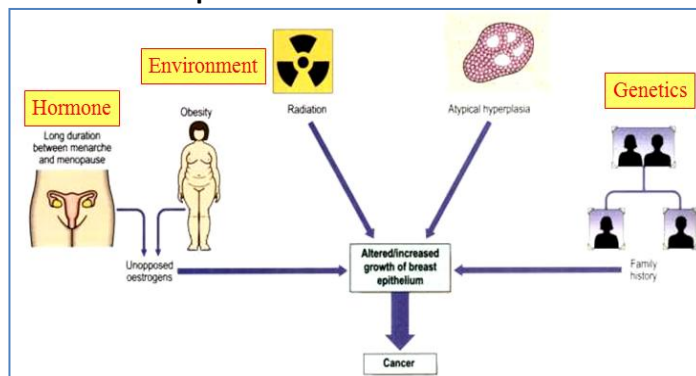 Environment
Hormone
Genetics
Long duration
between menarche
and menopause
Obesity
Radiation
Atypical hyperplasia
Unopposed
oestrogens
Altered/increased
growth of breast
epithelium
Family
history
Cancer